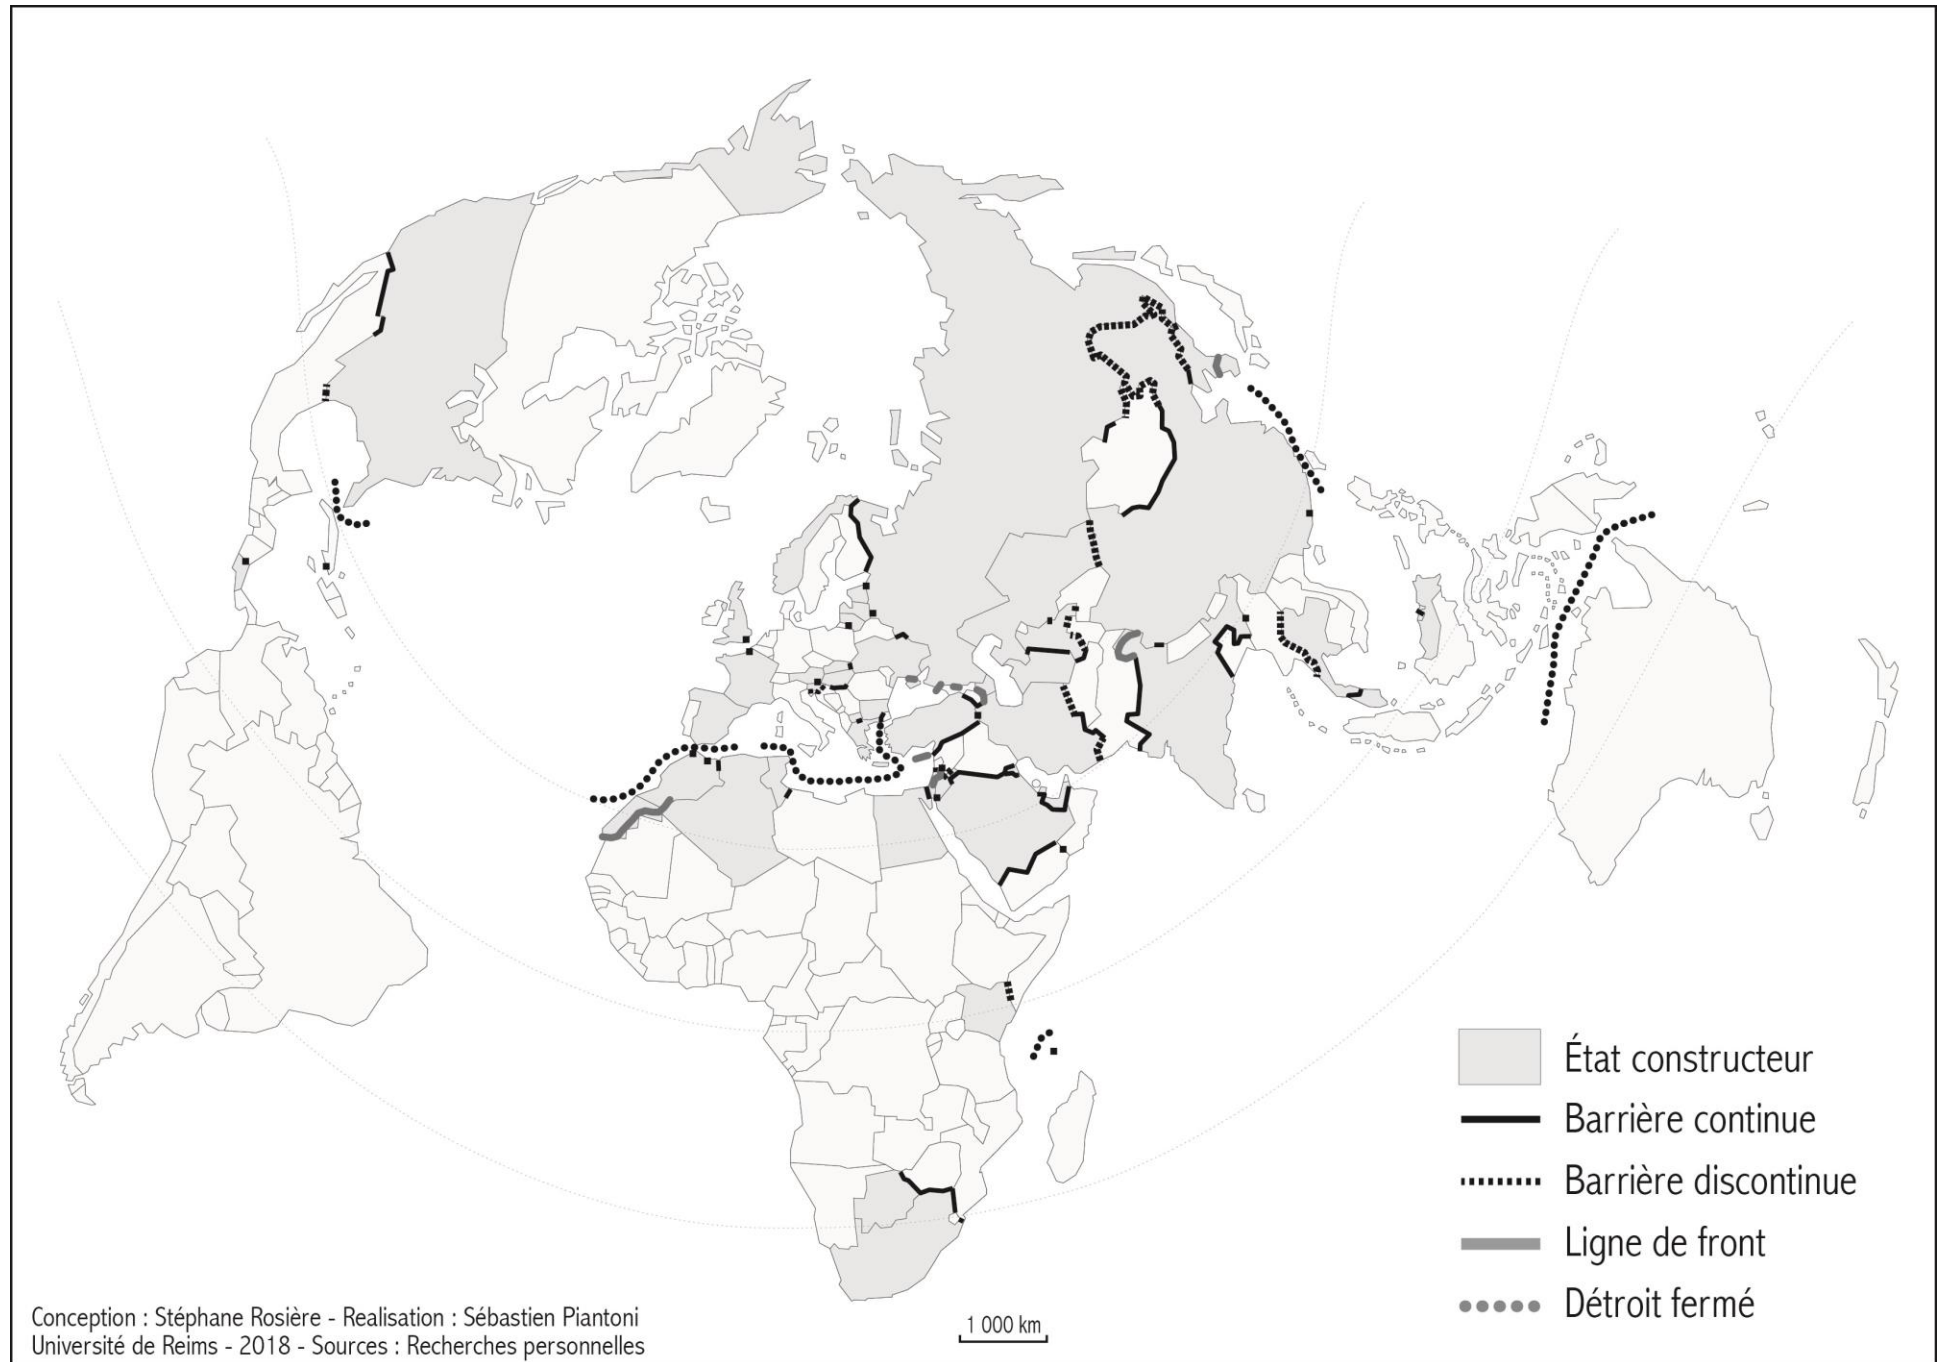 État constructeur
Barrière continue
Barrière discontinue
Ligne de front
Détroit fermé
Conception : Stéphane Rosière - Realisation : Sébastien Piantoni
Université de Reims - 2018 - Sources : Recherches personnelles
1 000 km